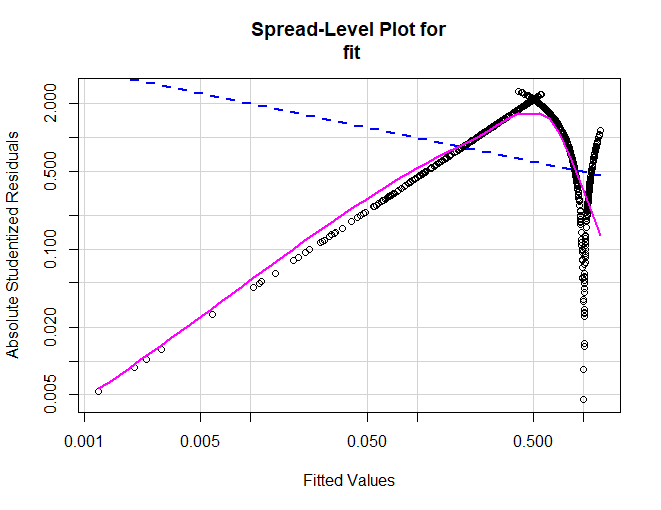 Spread-Level Plot for
fit
Absolute Studentized Residuals
2.000
0.500
0.100
0.020
0.005
0.001
0.005
0.050
0.500
Fitted Values